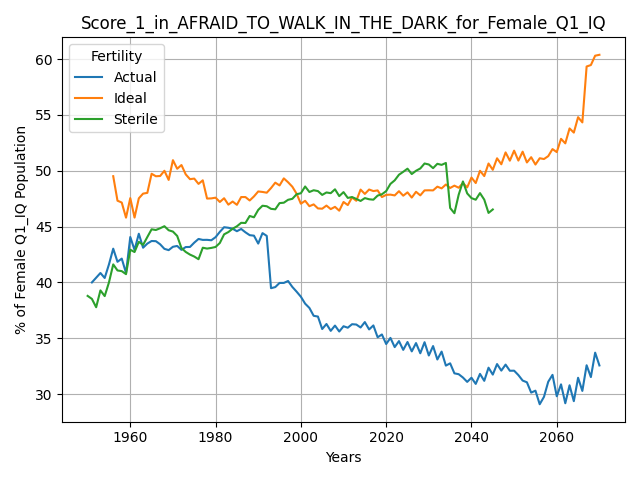 Score_1_in_AFRAID_TO_WALK_IN_THE_DARK_for_Female_Q1_IQ
Fertility
Actual
Ideal
Sterile
% of Female Q1_IQ Population
60
55
50
45
40
35
30
1960
1980
2000
2020
2040
2060
Years